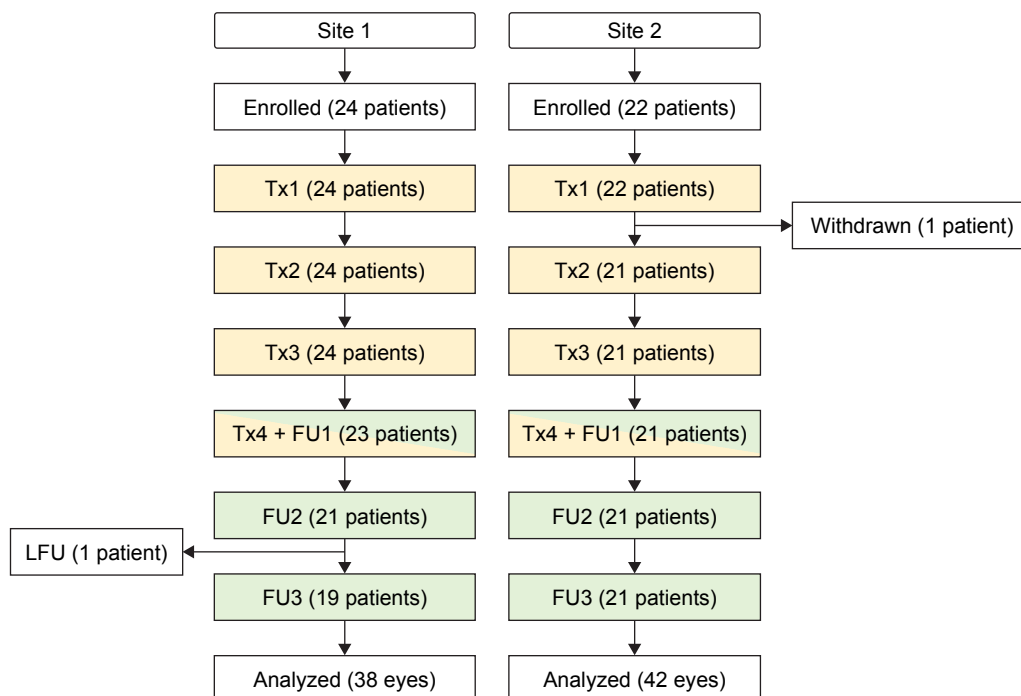 Site 1
Site 2
Enrolled (24 patients)
Enrolled (22 patients)
Tx1 (24 patients)
Tx1 (22 patients)
Withdrawn (1 patient)
Tx2 (24 patients)
Tx2 (21 patients)
Tx3 (24 patients)
Tx3 (21 patients)
Tx4 + FU1 (23 patients)
Tx4 + FU1 (21 patients)
FU2 (21 patients)
FU2 (21 patients)
LFU (1 patient)
FU3 (19 patients)
FU3 (21 patients)
Analyzed (38 eyes)
Analyzed (42 eyes)